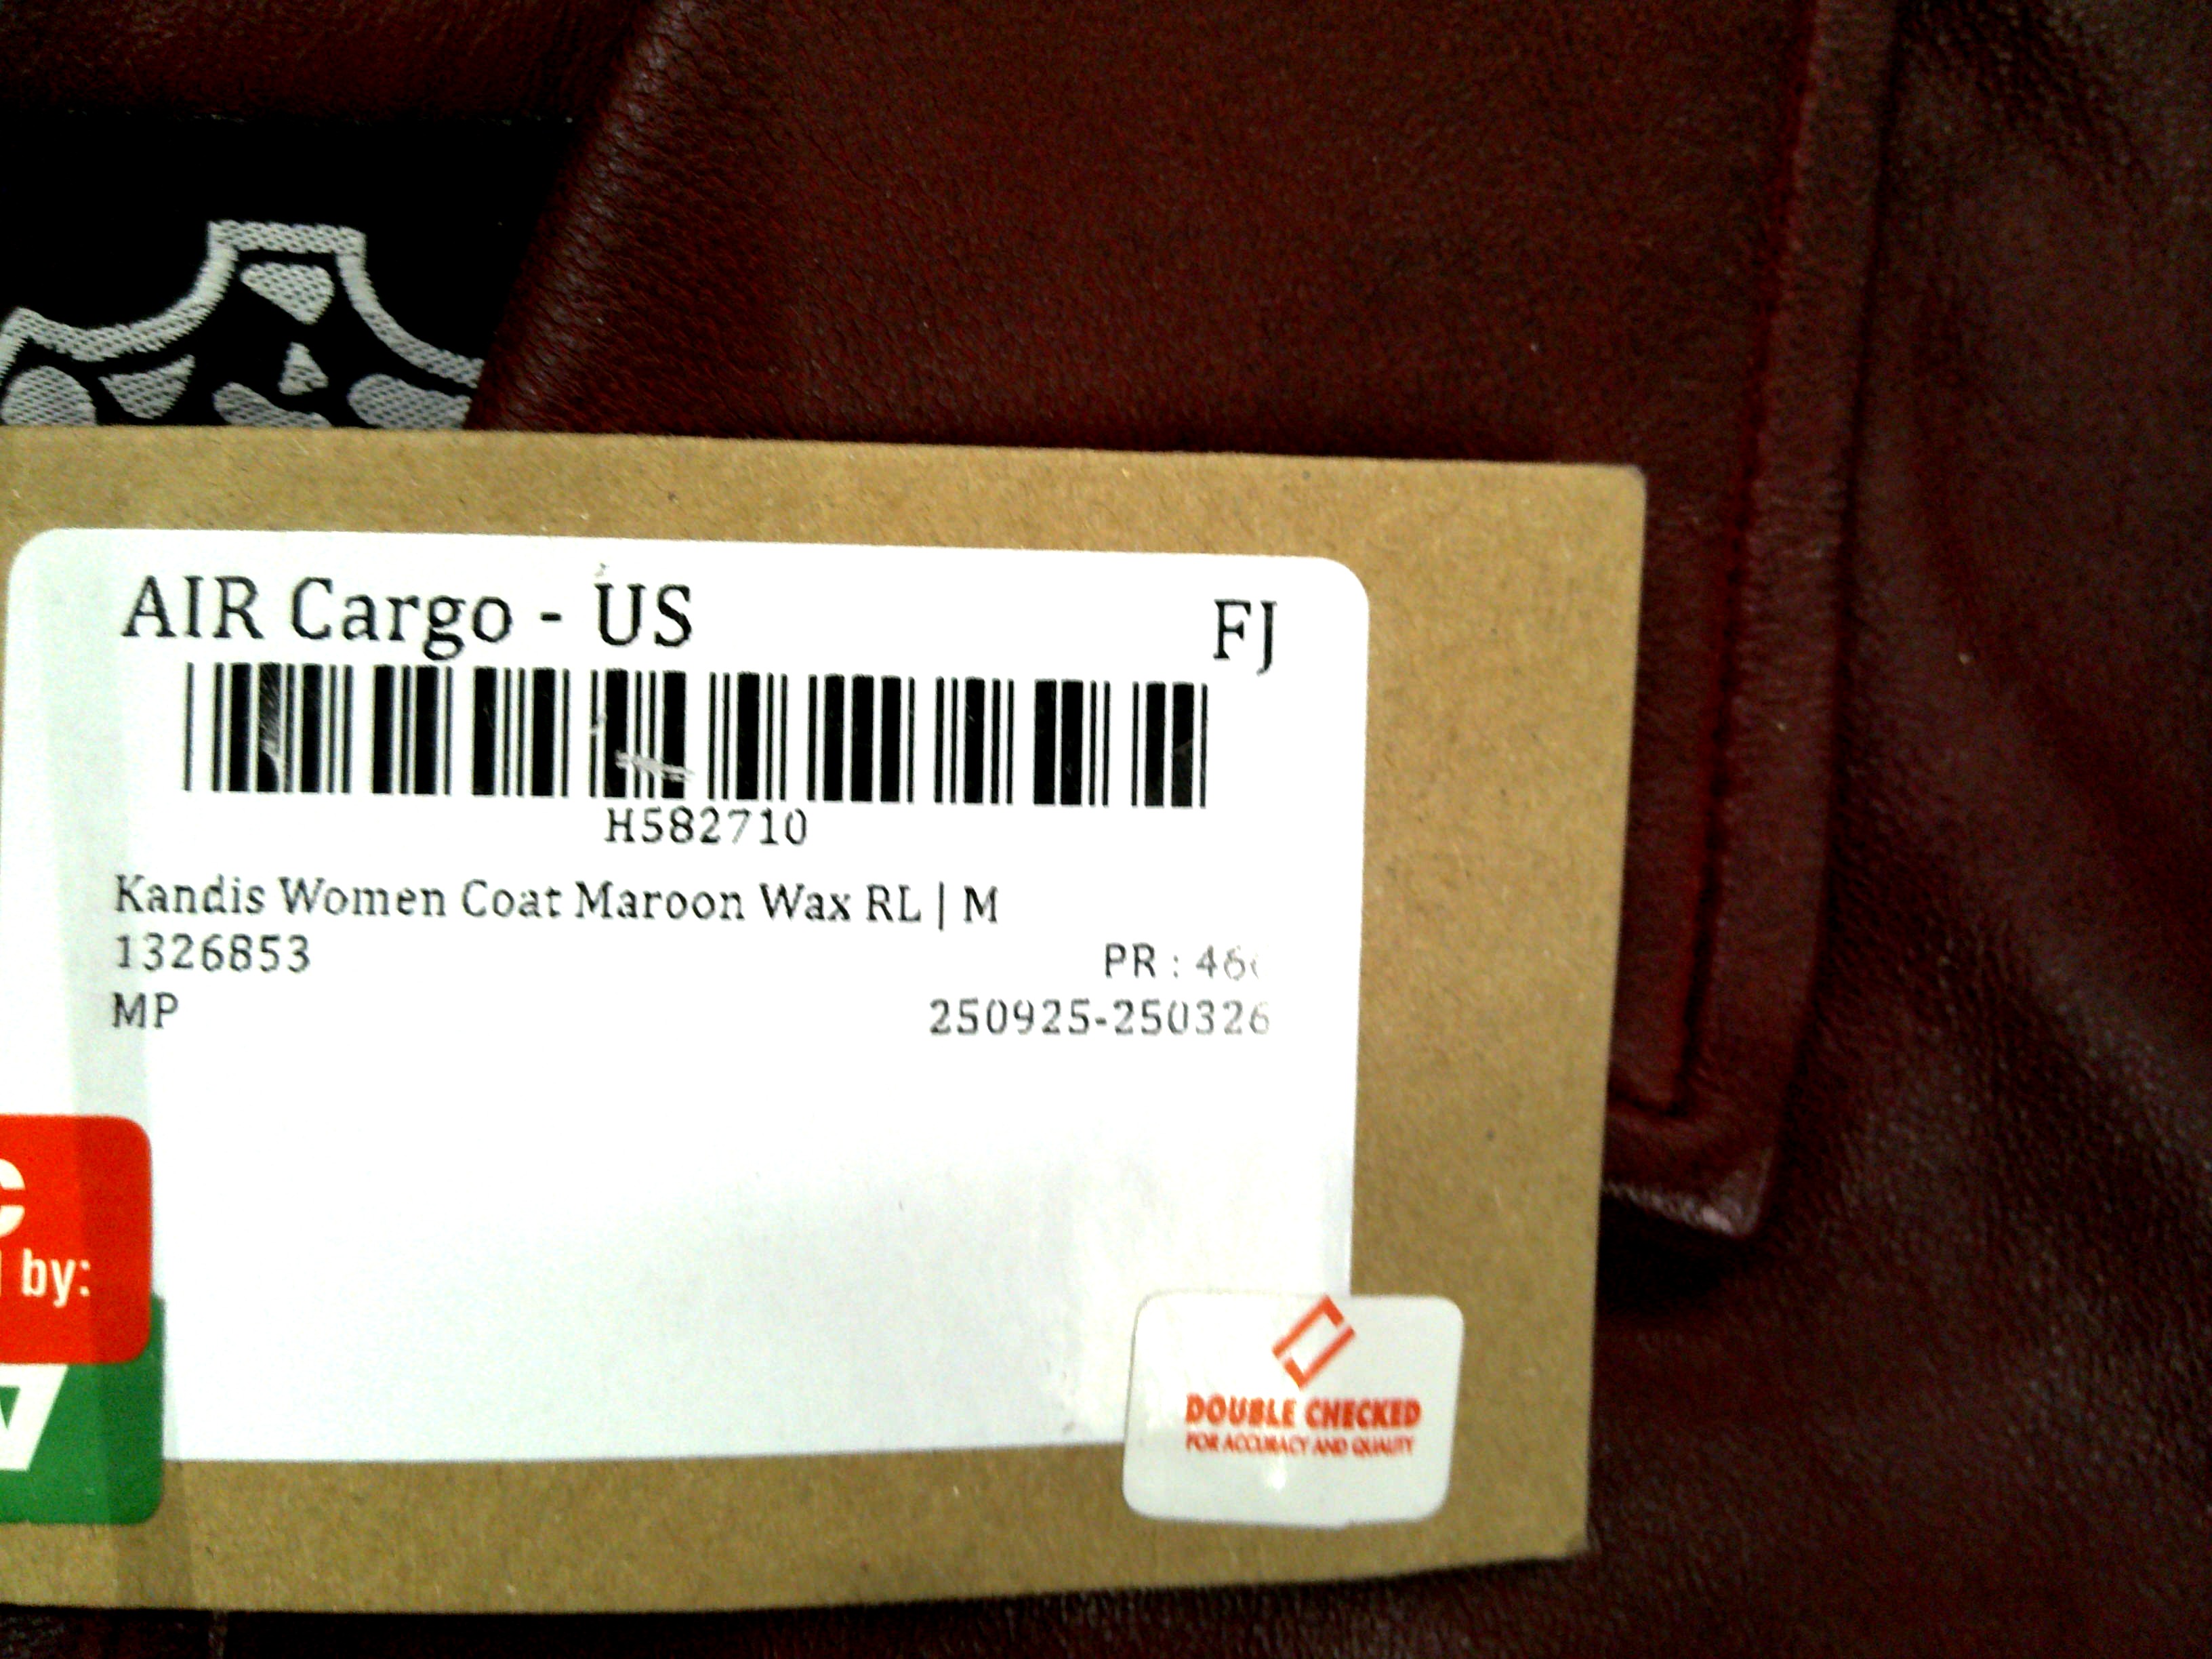 AIR Cargo - US FJ
H582710
Kandis Women Coat Maroon Wax RL | M
1326853 PR : 46
MP 250925-250326
by:
DOUBLE CHECKED
FOR ACCURACY AND QUALITY